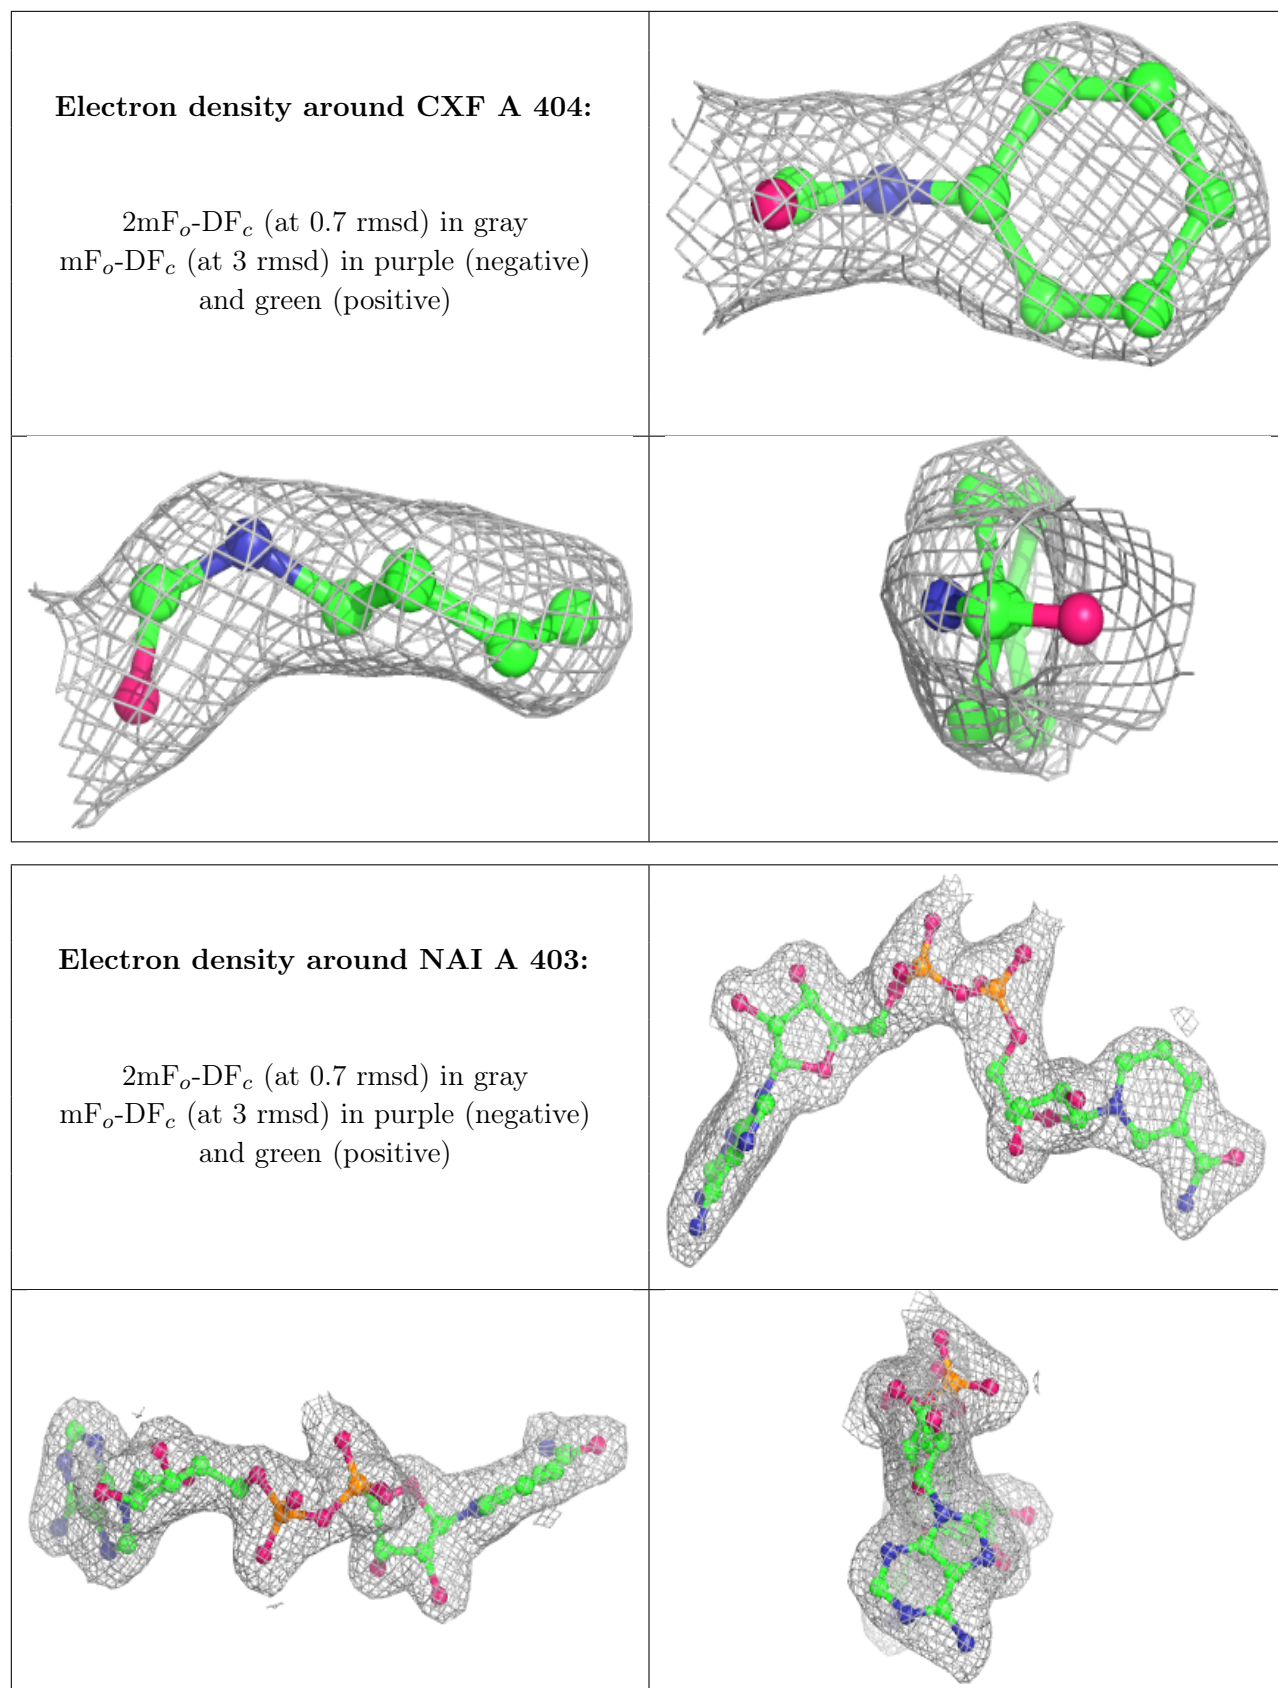 Electron density around CXF A 404:
2mFo-DFc (at 0.7 rmsd) in gray
mFo-DFc (at 3 rmsd) in purple (negative)
and green (positive)
Electron density around NAI A 403:
2mFo-DFc (at 0.7 rmsd) in gray
mFo-DFc (at 3 rmsd) in purple (negative)
and green (positive)